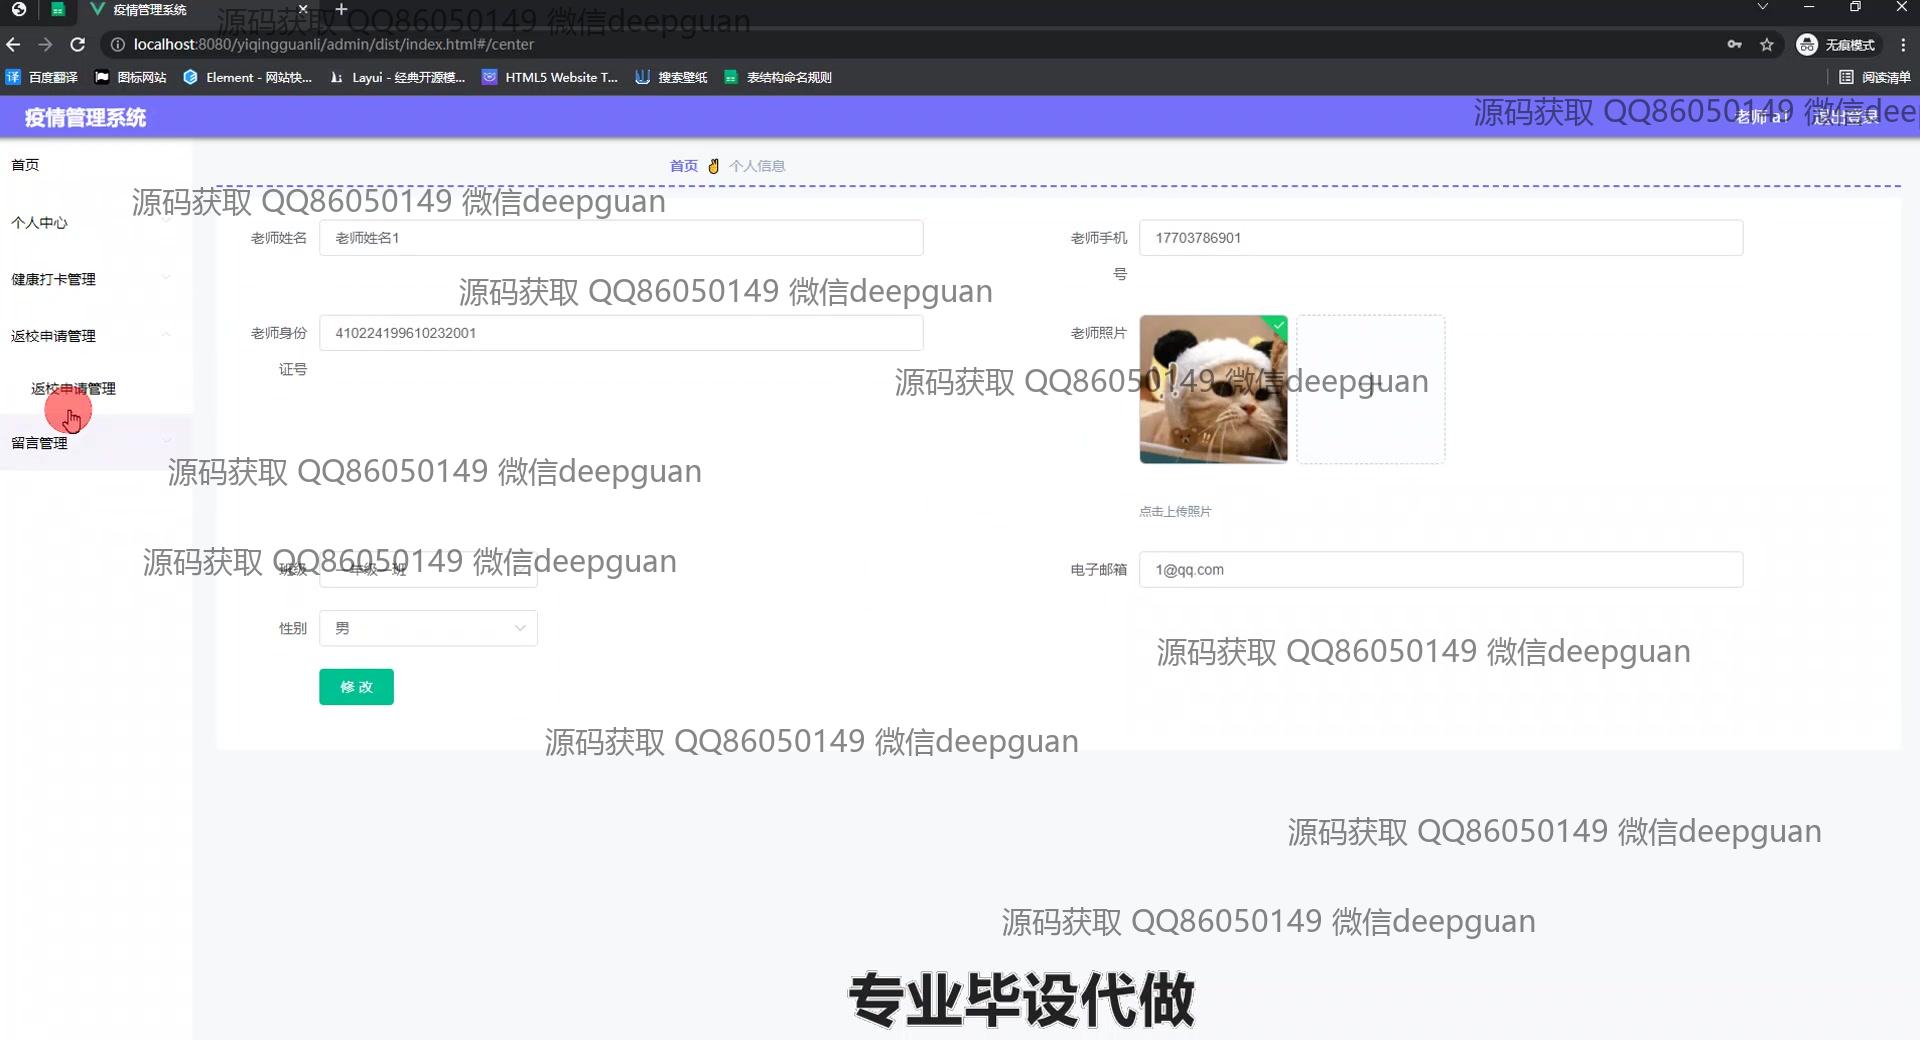 疫情管理系统
源码获取 QQ86050149 微信deepguan
localhost:8080/yiqingguanli/admin/dist/index.html#/center
无痕模式
百度翻译
图标网站
Element - 网站快...
Layui - 经典开源模...
HTML5 Website T...
搜索壁纸
表结构命名规则
阅读清单
疫情管理系统
源码获取 QQ86050149 微信deep
老师 a1
退出登录
首页
首页
个人信息
源码获取 QQ86050149 微信deepguan
个人中心
老师姓名
老师姓名1
老师手机号
17703786901
健康打卡管理
源码获取 QQ86050149 微信deepguan
返校申请管理
老师身份证号
410224199610232001
老师照片
返校申请管理
源码获取 QQ86050149 微信deepguan
留言管理
源码获取 QQ86050149 微信deepguan
点击上传照片
源码获取 QQ86050149 微信deepguan
班级
一年级一班
电子邮箱
1@qq.com
性别
男
源码获取 QQ86050149 微信deepguan
修 改
源码获取 QQ86050149 微信deepguan
源码获取 QQ86050149 微信deepguan
源码获取 QQ86050149 微信deepguan
专业毕设代做